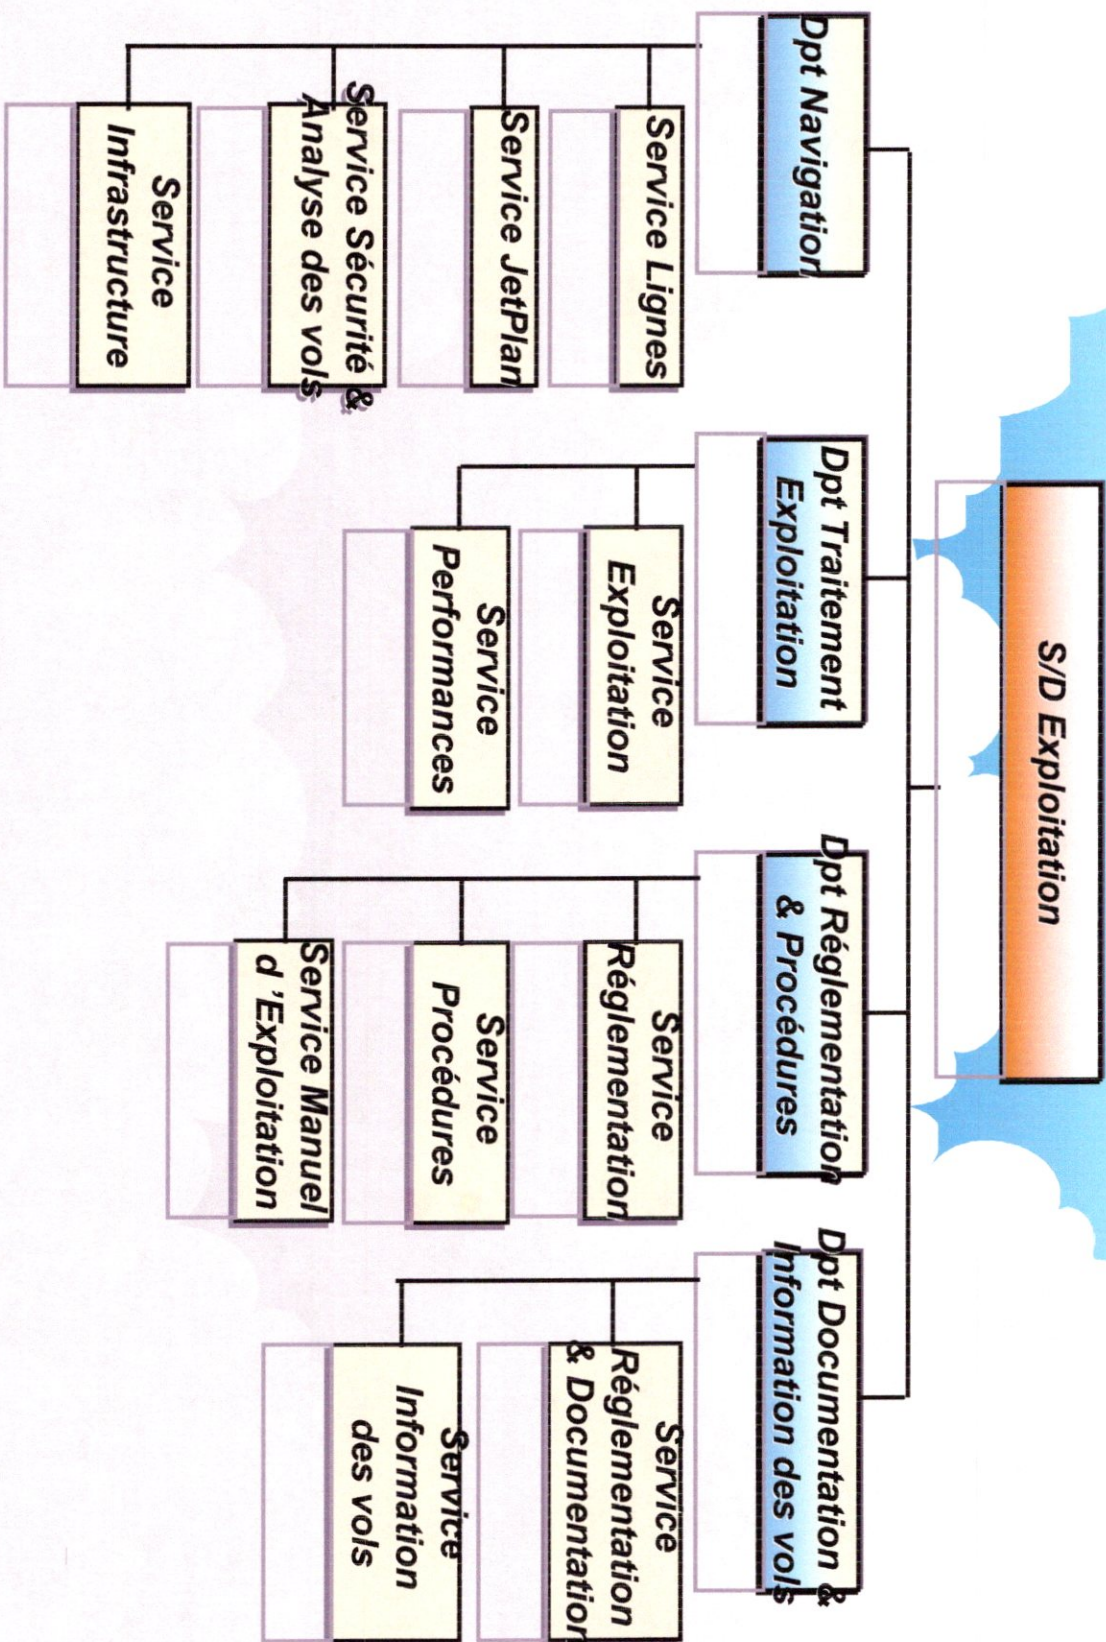 S/D Exploitation
Dpt Navigation
Service Lignes
Service JetPlan
Service Sécurité &
Analyse des vols
Service
Infrastructure
Dpt Traitement
Exploitation
Service
Exploitation
Service
Performances
Dpt Réglementation
& Procédures
Service
Réglementation
Service
Procédures
Service Manuel
d 'Exploitation
Dpt Documentation &
Information des vols
Service
Réglementation
& Documentation
Service
Information
des vols